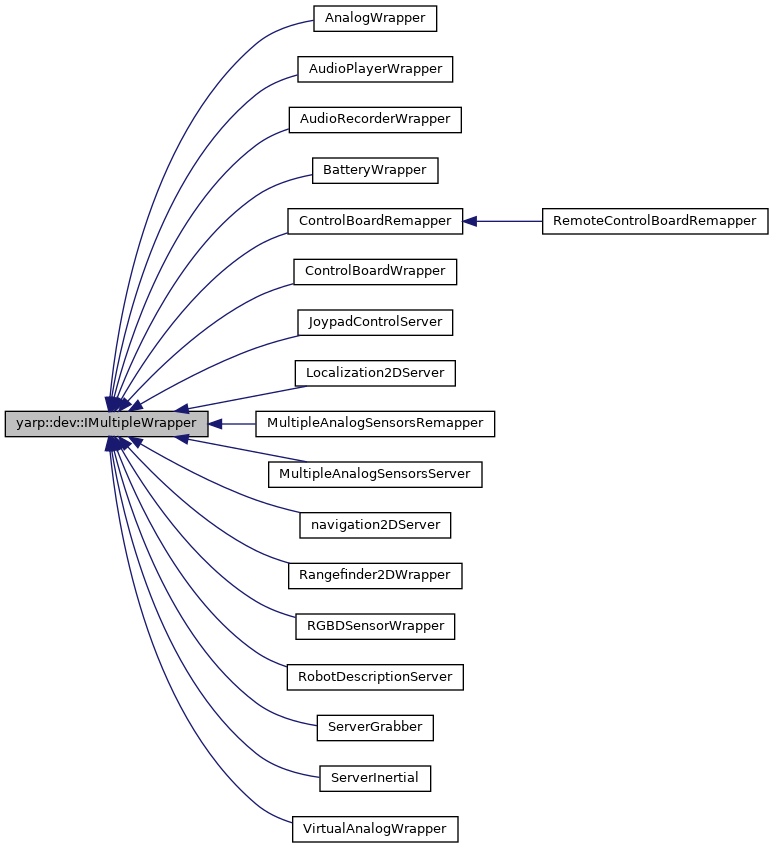 AnalogWrapper
AudioPlayerWrapper
AudioRecorderWrapper
BatteryWrapper
ControlBoardRemapper
RemoteControlBoardRemapper
ControlBoardWrapper
JoypadControlServer
Localization2DServer
yarp::dev::IMultipleWrapper
MultipleAnalogSensorsRemapper
MultipleAnalogSensorsServer
navigation2DServer
Rangefinder2DWrapper
RGBDSensorWrapper
RobotDescriptionServer
ServerGrabber
ServerInertial
VirtualAnalogWrapper